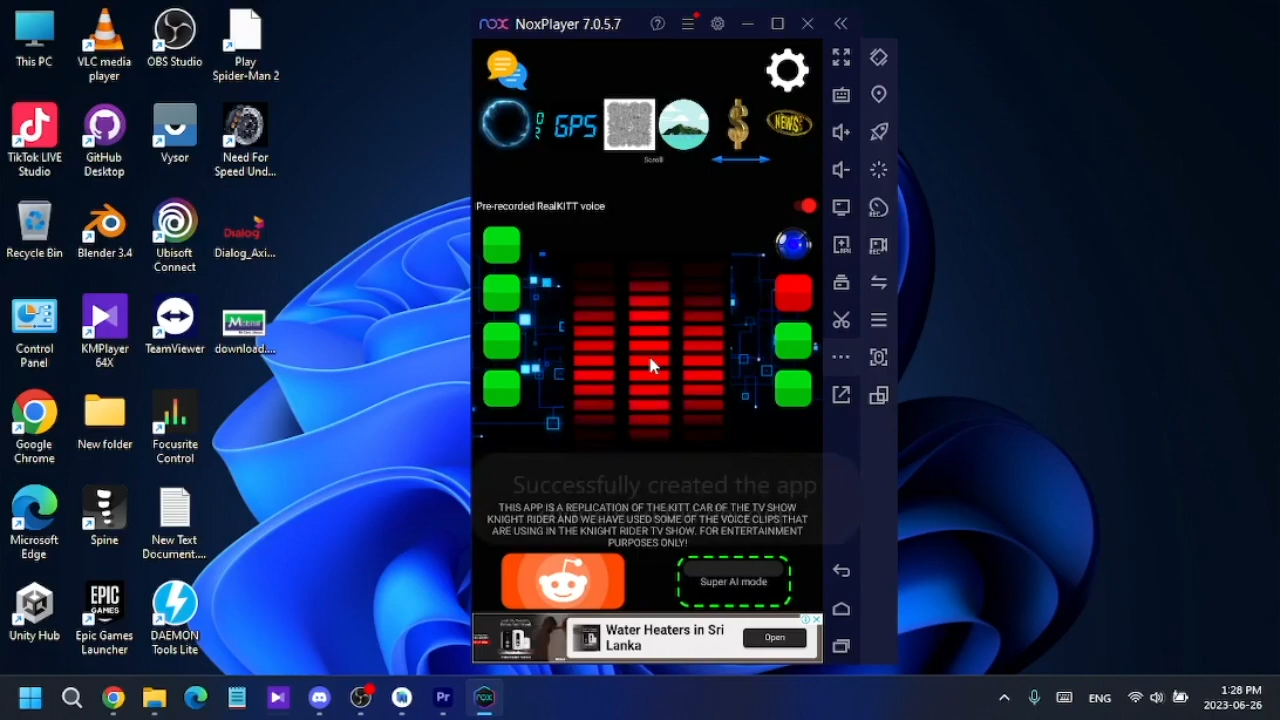 NoxPlayer 7.0.5.7
This PC
VLC media
player
OBS Studio
Play
Spider-Man 2
TikTok LIVE
Studio
GitHub
Desktop
Vysor
Need For
Speed Und...
Recycle Bin
Blender 3.4
Ubisoft
Connect
Dialog
Dialog_Axi...
Control
Panel
KMPlayer
64X
TeamViewer
Mobitel
download....
Google
Chrome
New folder
Focusrite
Control
Microsoft
Edge
Spine
New Text
Document...
Unity Hub
EPIC
GAMES
Epic Games
Launcher
GPS
NEWS
Scroll
Pre-recorded RealKITT voice
Successfully created the app
THIS APP IS A REPLICATION OF THE KITT CAR OF THE TV SHOW
KNIGHT RIDER AND WE HAVE USED SOME OF THE VOICE CLIPS THAT
ARE USING IN THE KNIGHT RIDER TV SHOW. FOR ENTERTAINMENT
PURPOSES ONLY!
Super AI mode
Water Heaters in Sri
Lanka
Open
ENG
1:28 PM
2023-06-26